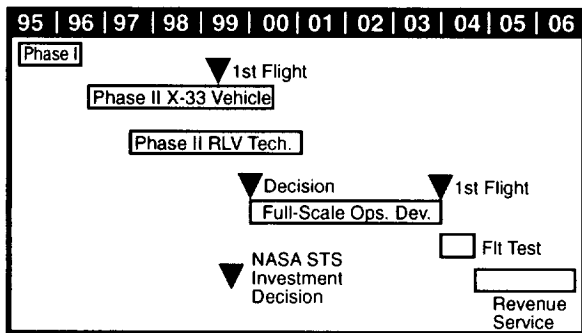 95 | 96 | 97 | 98 | 99 | 00 | 01 | 02 | 03 | 04 | 05 | 06
Phase I
1st Flight
Phase II X-33 Vehicle
Phase II RLV Tech.
Decision
1st Flight
Full-Scale Ops. Dev.
Flt Test
NASA STS
Investment
Decision
Revenue
Service